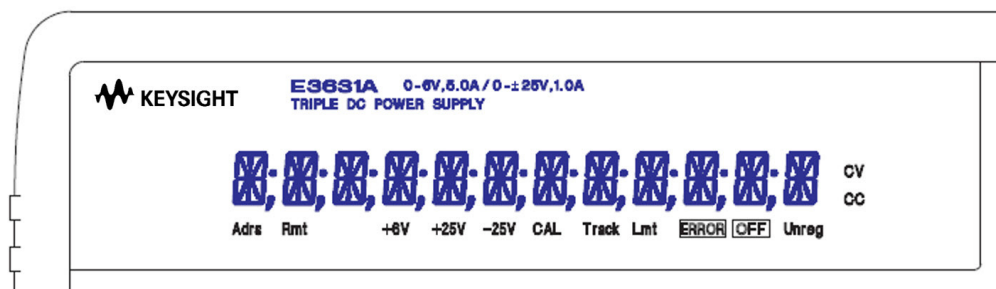 KEYSIGHT
E3631A 0-6V,5.0A / 0-±25V,1.0A
TRIPLE DC POWER SUPPLY
CV
CC
Adrs Rmt +6V +25V -25V CAL Track Lmt ERROR OFF Unreg